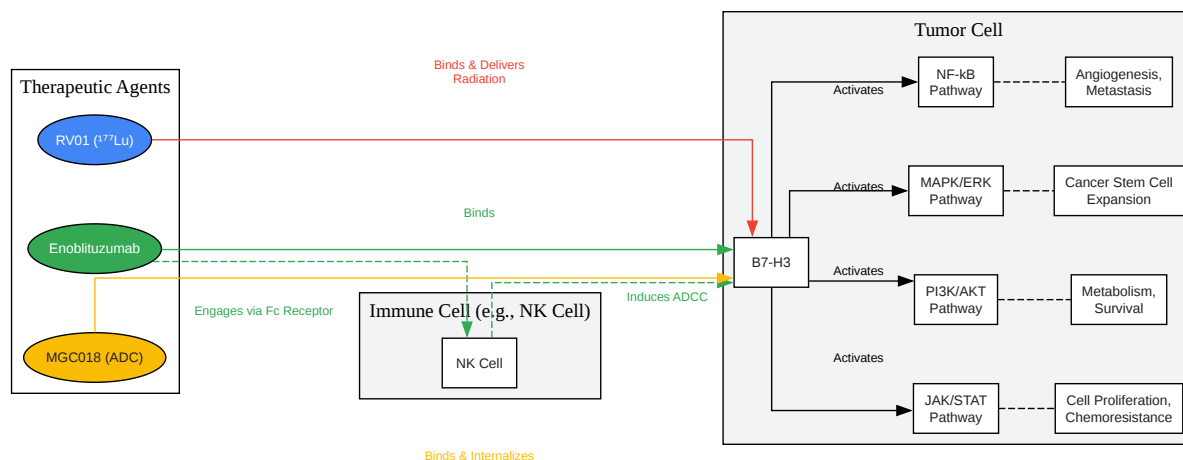 Therapeutic Agents
RV01 (¹⁷⁷Lu)
Enoblituzumab
MGC018 (ADC)
Binds & Delivers
Radiation
Binds
Engages via Fc Receptor
Induces ADCC
Immune Cell (e.g., NK Cell)
NK Cell
Binds & Internalizes
Tumor Cell
B7-H3
Activates
NF-kB
Pathway
Angiogenesis,
Metastasis
Activates
MAPK/ERK
Pathway
Cancer Stem Cell
Expansion
Activates
PI3K/AKT
Pathway
Metabolism,
Survival
Activates
JAK/STAT
Pathway
Cell Proliferation,
Chemoresistance